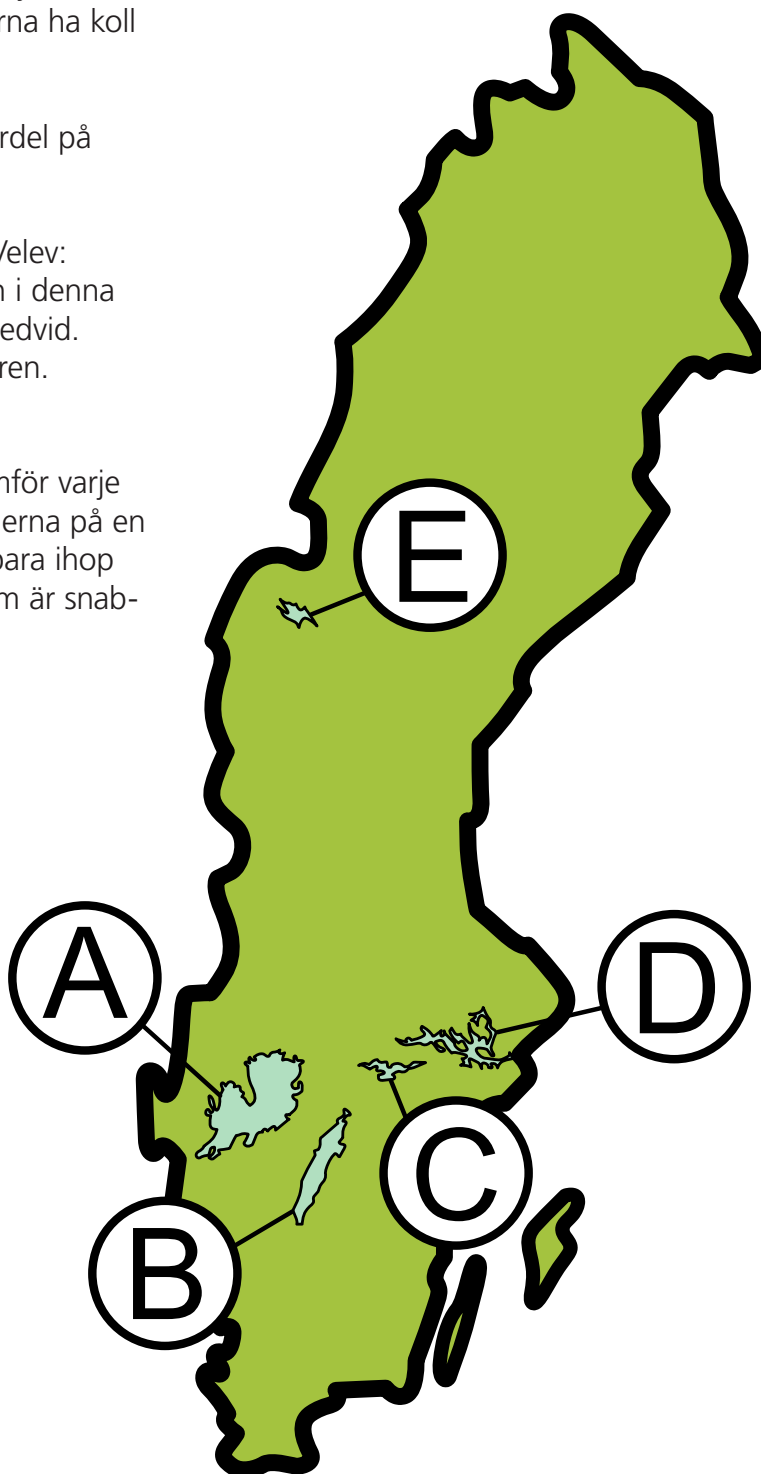 rna ha koll
rdel på
Velev:
i denna
edvid.
ren.
nför varje
erna på en
para ihop
m är snab-
E
A
D
C
B